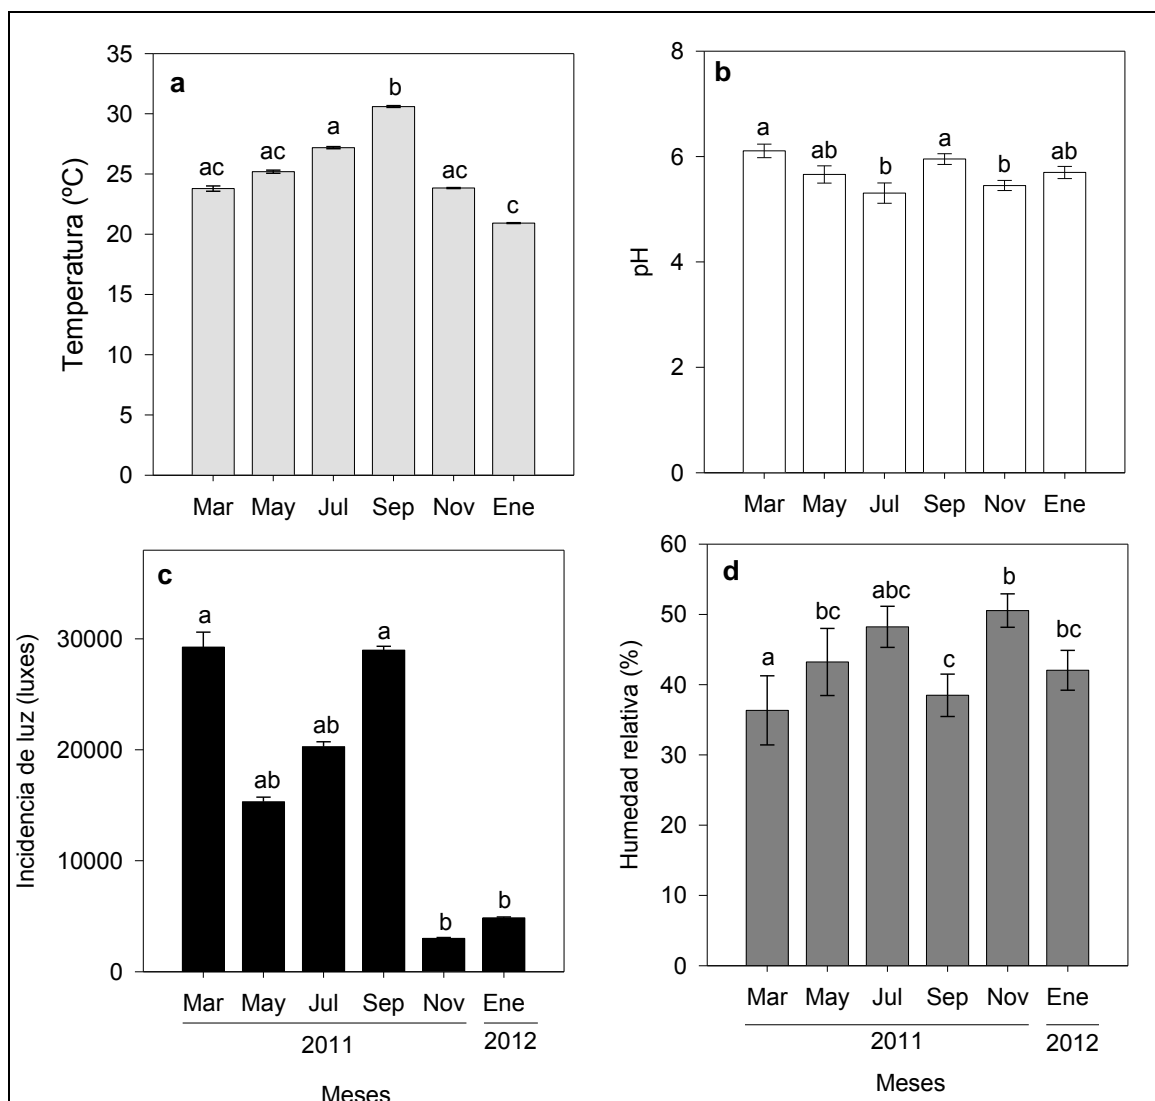 a
Temperatura (ºC)
35
30
25
20
15
10
5
0
ac
ac
a
b
ac
c
Mar May Jul Sep Nov Ene
b
pH
8
6
4
2
0
a
ab
b
a
b
ab
Mar May Jul Sep Nov Ene
c
Incidencia de luz (luxes)
30000
20000
10000
0
a
ab
ab
a
b
b
Mar May Jul Sep Nov Ene
2011 2012
Meses
d
Humedad relativa (%)
60
50
40
30
20
10
0
a
bc
abc
c
b
bc
Mar May Jul Sep Nov Ene
2011 2012
Meses